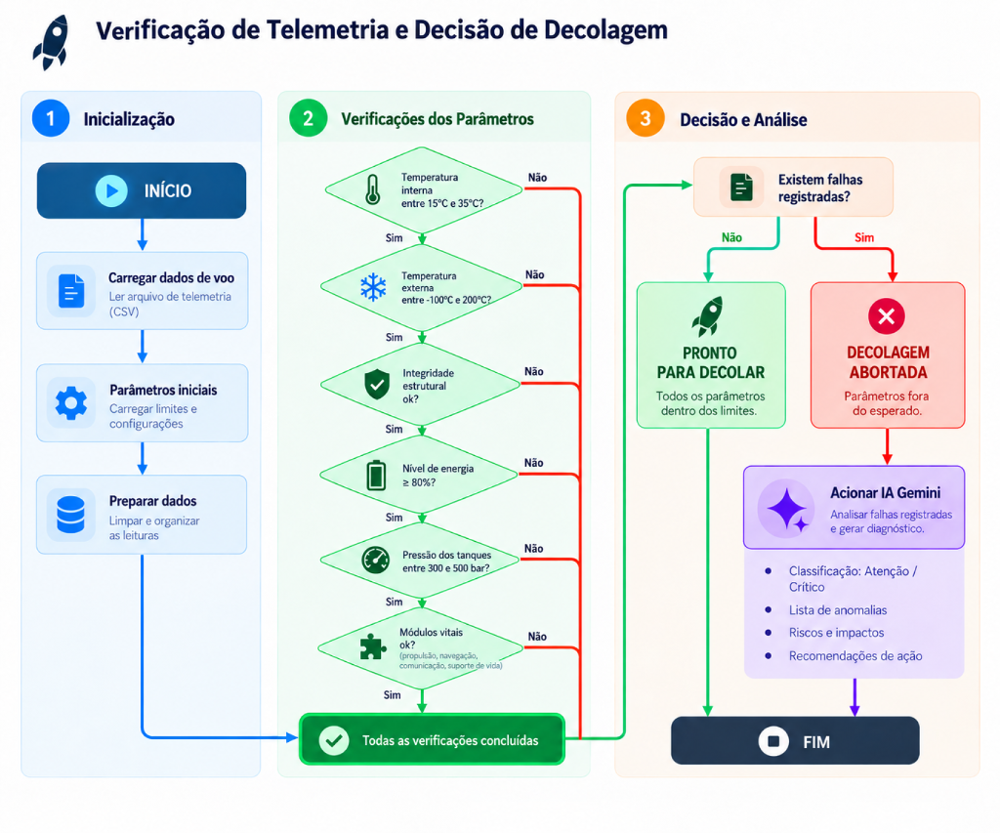 Verificação de Telemetria e Decisão de Decolagem
1
Inicialização
INÍCIO
Carregar dados de voo
Ler arquivo de telemetria
(CSV)
Parâmetros iniciais
Carregar limites e
configurações
Preparar dados
Limpar e organizar
as leituras
2
Verificações dos Parâmetros
Temperatura
interna
entre 15°C e 35°C?
Não
Sim
Temperatura
externa
entre -100°C e 200°C?
Não
Sim
Integridade
estrutural
ok?
Não
Sim
Nível de energia
≥ 80%?
Não
Sim
Pressão dos tanques
entre 300 e 500 bar?
Não
Sim
Módulos vitais
ok?
(propulsão, navegação,
comunicação, suporte de vida)
Não
Sim
Todas as verificações concluídas
3
Decisão e Análise
Existem falhas
registradas?
Não
Sim
PRONTO
PARA DECOLAR
Todos os parâmetros
dentro dos limites.
DECOLAGEM
ABORTADA
Parâmetros fora
do esperado.
Acionar IA Gemini
Analisar falhas registradas
e gerar diagnóstico.
• Classificação: Atenção /
Crítico
• Lista de anomalias
• Riscos e impactos
• Recomendações de ação
FIM